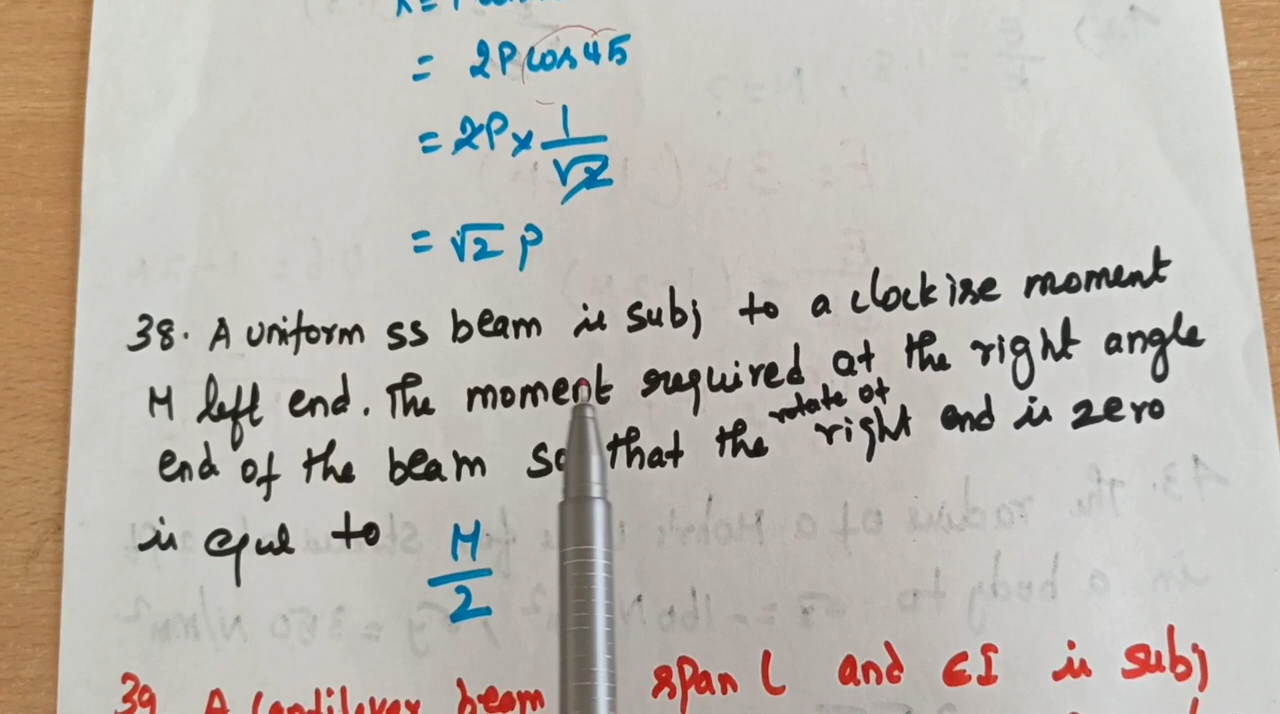 = 2P cos 45
= 2P x 1/√2
= √2 P
38. A uniform ss beam is subj to a clockise moment
M left end. The moment required at the right angle
end of the beam so that the rotate of right end is zero
is equl to M/2
39 A Cantilever beam span l and EI is subj